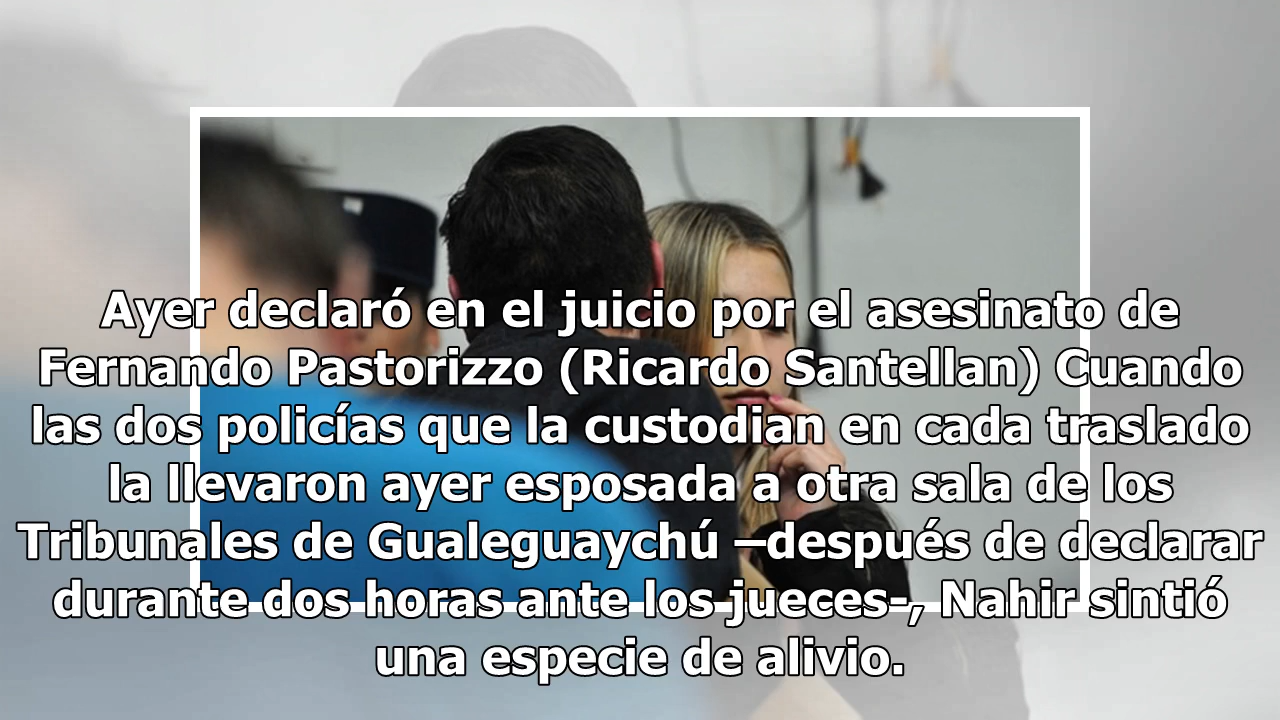 Ayer declaró en el juicio por el asesinato de
Fernando Pastorizzo (Ricardo Santellan) Cuando
las dos policías que la custodian en cada traslado
la llevaron ayer esposada a otra sala de los
Tribunales de Gualeguaychú —después de declarar
durante dos horas ante los jueces-, Nahir sintió
una especie de alivio.